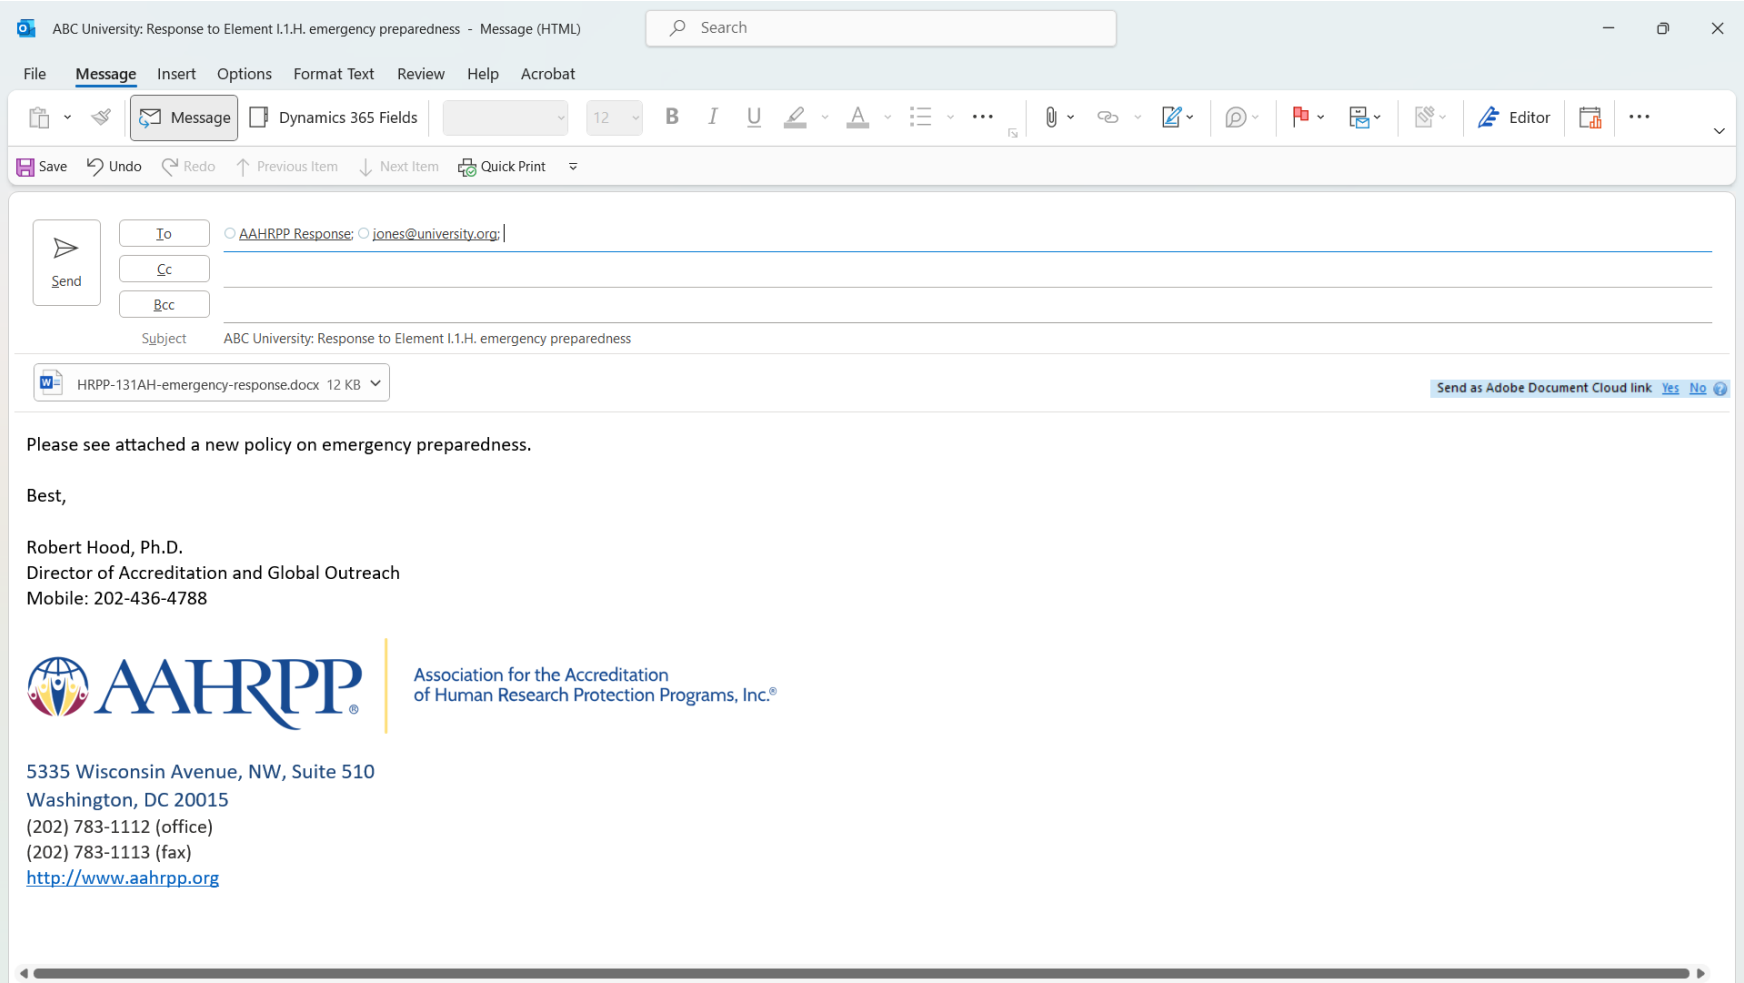 ABC University: Response to Element I.1.H. emergency preparedness - Message (HTML)
Search
File Message Insert Options Format Text Review Help Acrobat
Message Dynamics 365 Fields 12 B I U A Editor
Save Undo Redo Previous Item Next Item Quick Print
Send
To AAHRPP Response; jones@university.org;
Cc
Bcc
Subject ABC University: Response to Element I.1.H. emergency preparedness
HRPP-131AH-emergency-response.docx 12 KB
Send as Adobe Document Cloud link Yes No ?
Please see attached a new policy on emergency preparedness.
Best,
Robert Hood, Ph.D.
Director of Accreditation and Global Outreach
Mobile: 202-436-4788
AAHRPP®
Association for the Accreditation
of Human Research Protection Programs, Inc.®
5335 Wisconsin Avenue, NW, Suite 510
Washington, DC 20015
(202) 783-1112 (office)
(202) 783-1113 (fax)
http://www.aahrpp.org